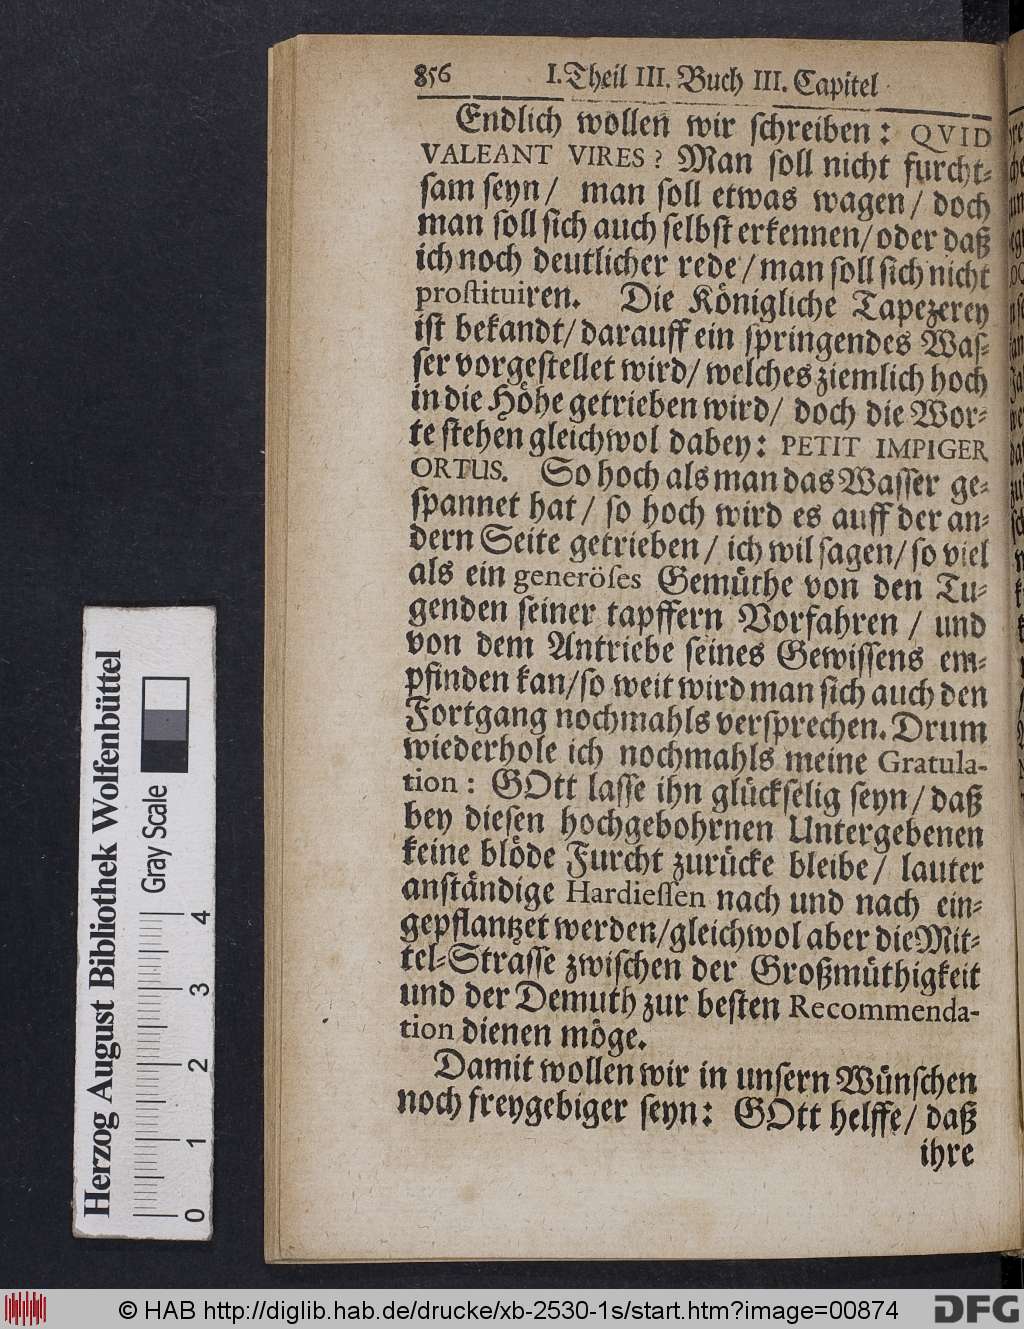 856 I. Theil III. Buch III. Capitel
Endlich wollen wir schreiben: QVID
VALEANT VIRES? Man soll nicht furcht-
sam seyn/ man soll etwas wagen/ doch
man soll sich auch selbst erkennen/ oder daß
ich noch deutlicher rede/ man soll sich nicht
prostituiren. Die Königliche Tapezerey
ist bekandt/ darauff ein springendes Was-
ser vorgestellet wird/ welches ziemlich hoch
in die Höhe getrieben wird/ doch die Wor-
te stehen gleichwol dabey: PETIT IMPIGER
ORTUS. So hoch als man das Wasser ge-
spannet hat/ so hoch wird es auff der an-
dern Seite getrieben/ ich wil sagen/ so viel
als ein generöses Gemüthe von den Tu-
genden seiner tapffern Vorfahren/ und
von dem Antriebe seines Gewissens em-
pfinden kan/ so weit wird man sich auch den
Fortgang nochmahls versprechen. Drum
wiederhole ich nochmahls meine Gratula-
tion: GOtt lasse ihn glückselig seyn/ daß
bey diesen hochgebohrnen Untergebenen
keine blöde Furcht zurücke bleibe/ lauter
anständige Hardiessen nach und nach ein-
gepflantzet werden/ gleichwol aber die Mit-
tel-Strasse zwischen der Großmüthigkeit
und der Demuth zur besten Recommenda-
tion dienen möge.
Damit wollen wir in unsern Wünschen
noch freygebiger seyn: GOtt helffe/ daß
ihre
Herzog August Bibliothek Wolfenbüttel
Gray Scale
0 1 2 3 4
© HAB http://diglib.hab.de/drucke/xb-2530-1s/start.htm?image=00874
DFG